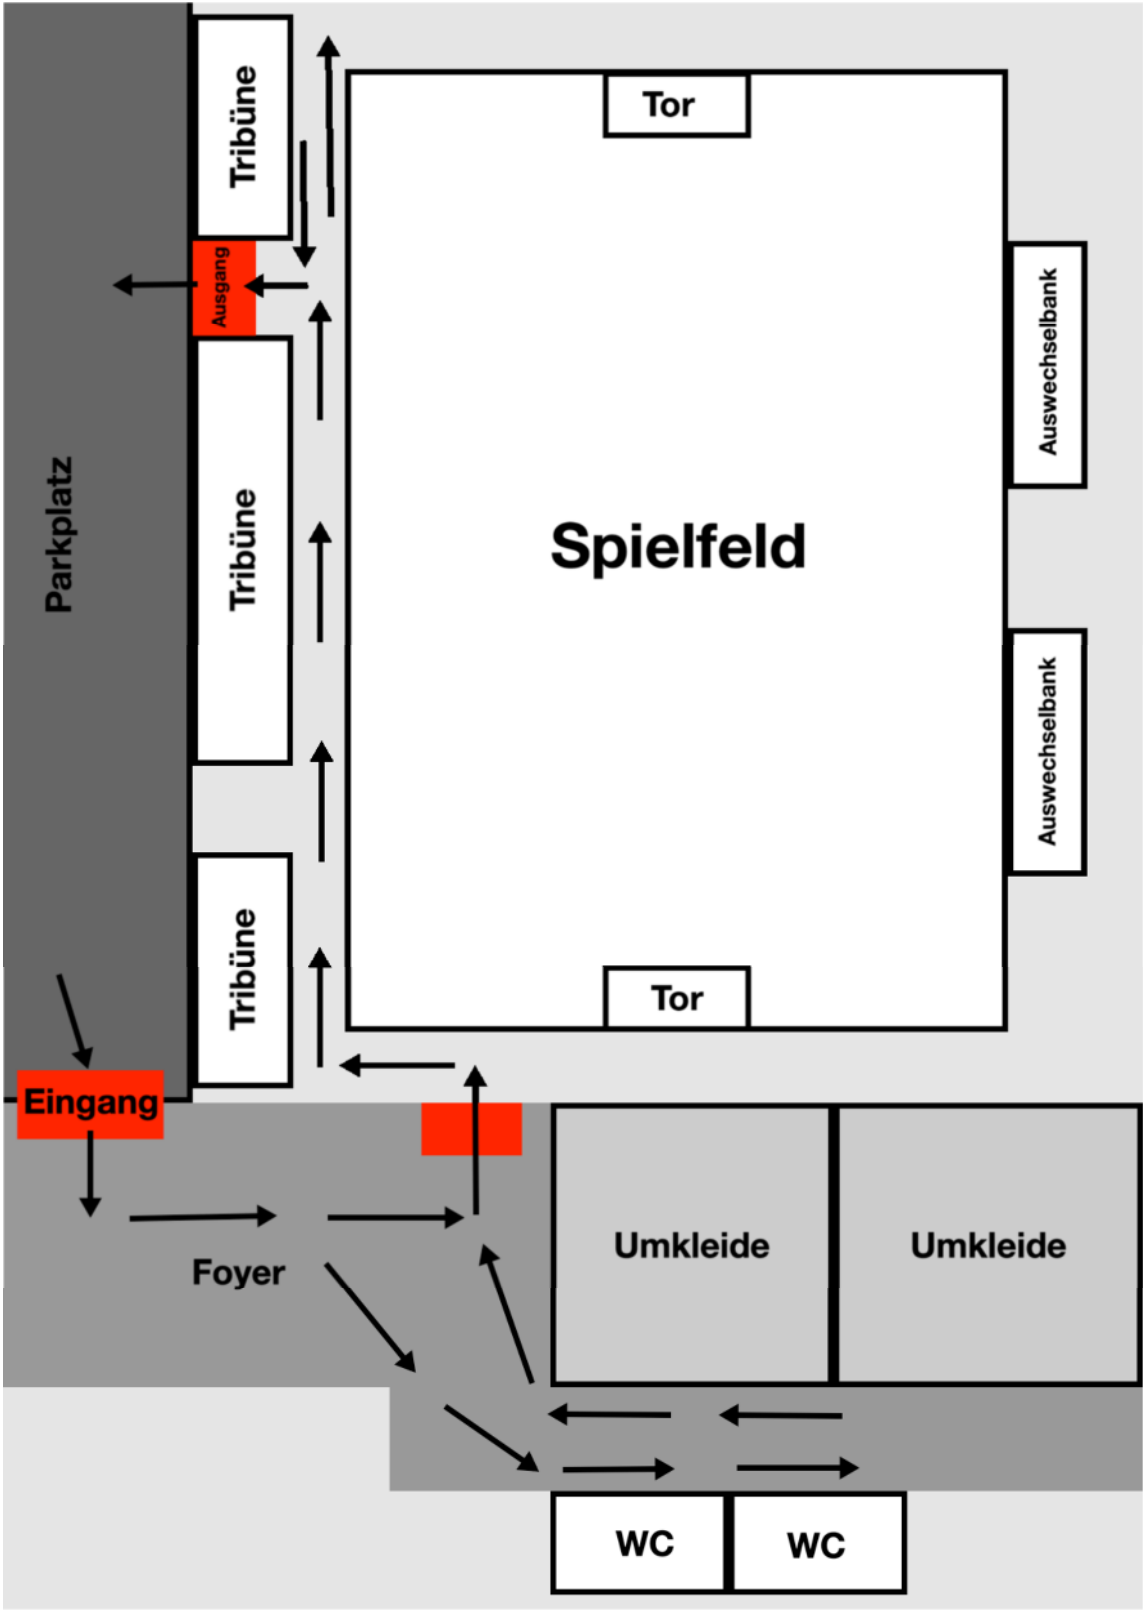 Tribüne
Tor
Ausgang
Auswechselbank
Parkplatz
Tribüne
Spielfeld
Auswechselbank
Tribüne
Tor
Eingang
Foyer
Umkleide
Umkleide
WC
WC